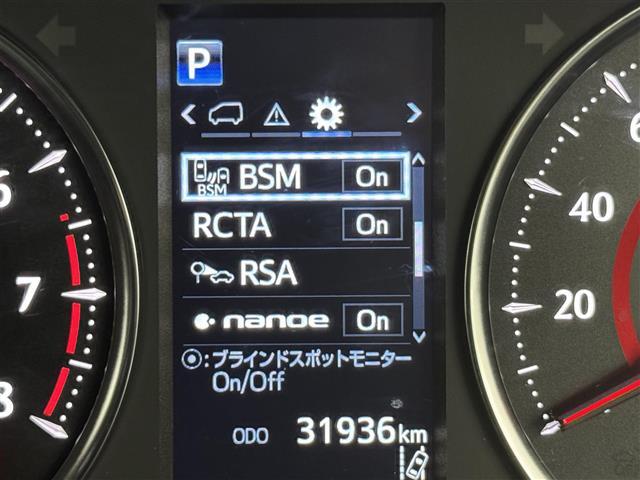 P
BSM BSM On
RCTA On
RSA
nanoe On
◉:ブラインドスポットモニター
On/Off
ODO 31936km
6
7
8
6
40
20